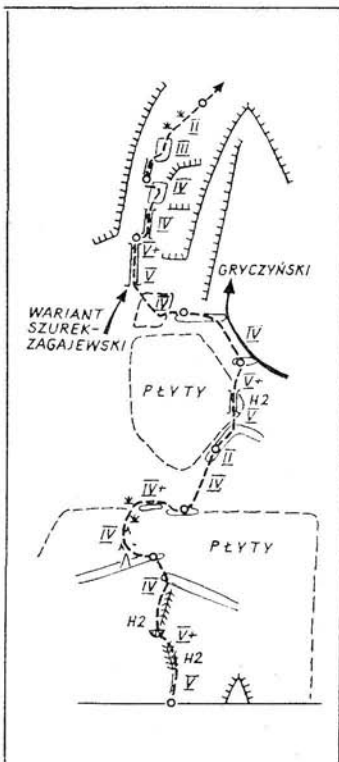 II
III
IV
IV
V+
V
GRYCZYŃSKI
WARIANT
SZUREK-
ZAGAJEWSKI
IV
IV
V+
PŁYTY
H2
V
II
IV
IV+
IV
PŁYTY
IV
H2
V+
H2
V